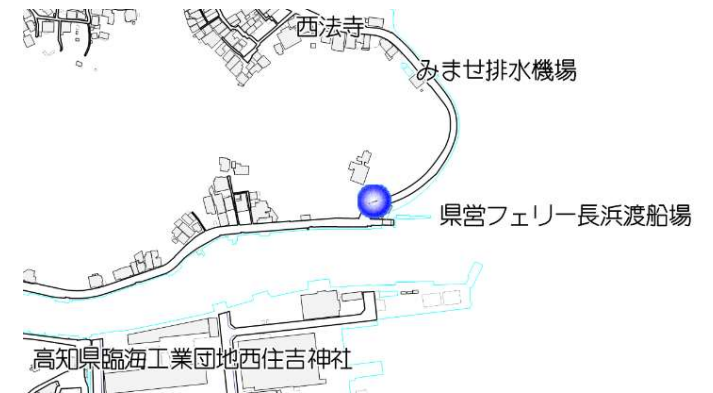 西法寺
みませ排水機場
県営フェリー長浜渡船場
高知県臨海工業団地西住吉神社